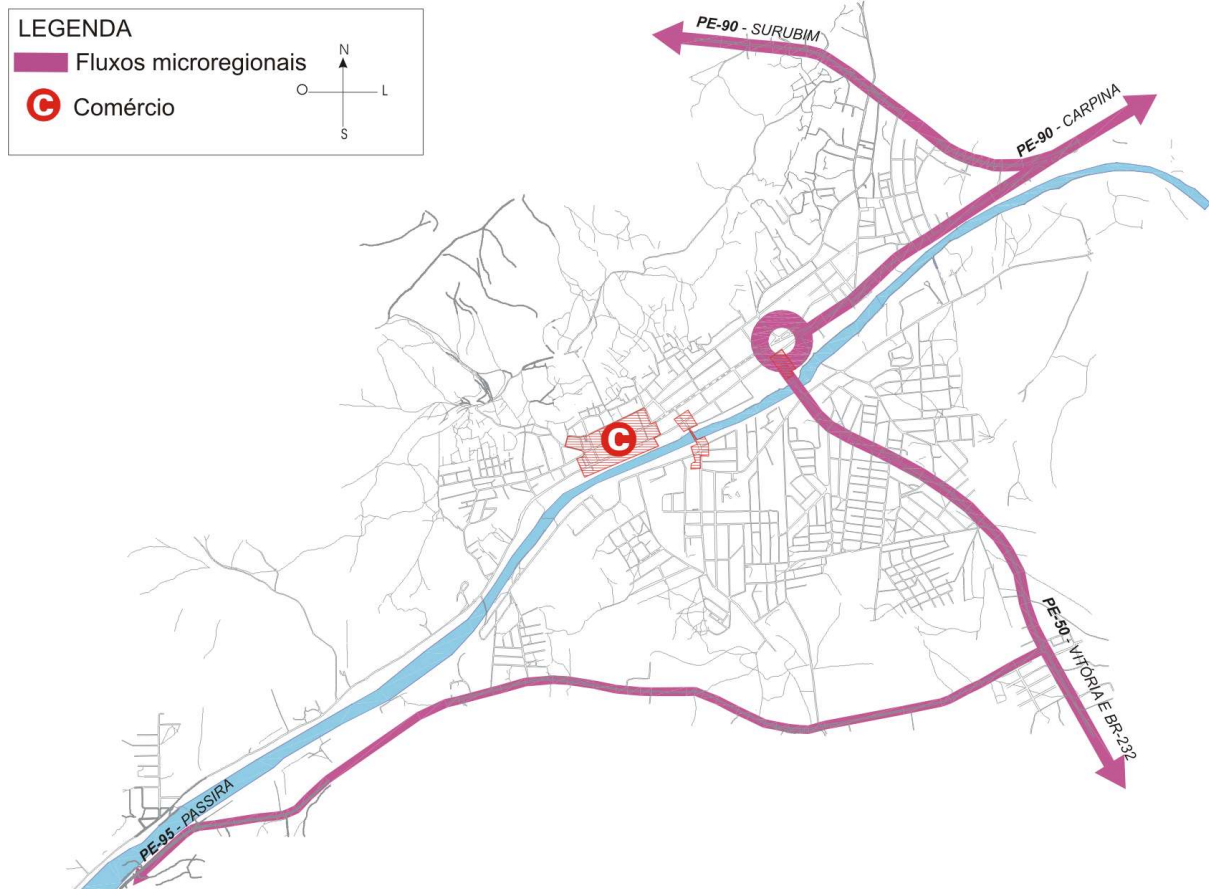 LEGENDA
Fluxos microregionais
C Comércio
N
O
L
S
PE-90 - SURUBIM
PE-90 - CARPINA
C
PE-50 - VITÓRIA E BR-232
PE-95 - PASSIRA